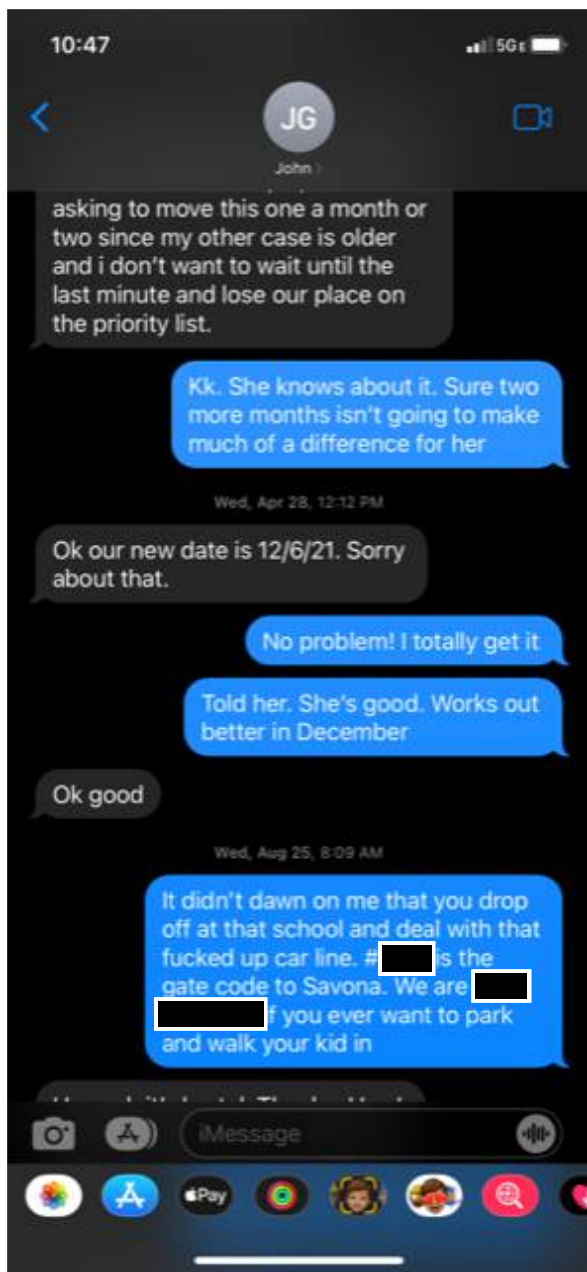 10:47
5GE
JG
John
asking to move this one a month or
two since my other case is older
and i don't want to wait until the
last minute and lose our place on
the priority list.
Kk. She knows about it. Sure two
more months isn't going to make
much of a difference for her
Wed, Apr 28, 12:12 PM
Ok our new date is 12/6/21. Sorry
about that.
No problem! I totally get it
Told her. She's good. Works out
better in December
Ok good
Wed, Aug 25, 8:09 AM
It didn't dawn on me that you drop
off at that school and deal with that
fucked up car line. # is the
gate code to Savona. We are
f you ever want to park
and walk your kid in
iMessage
Pay